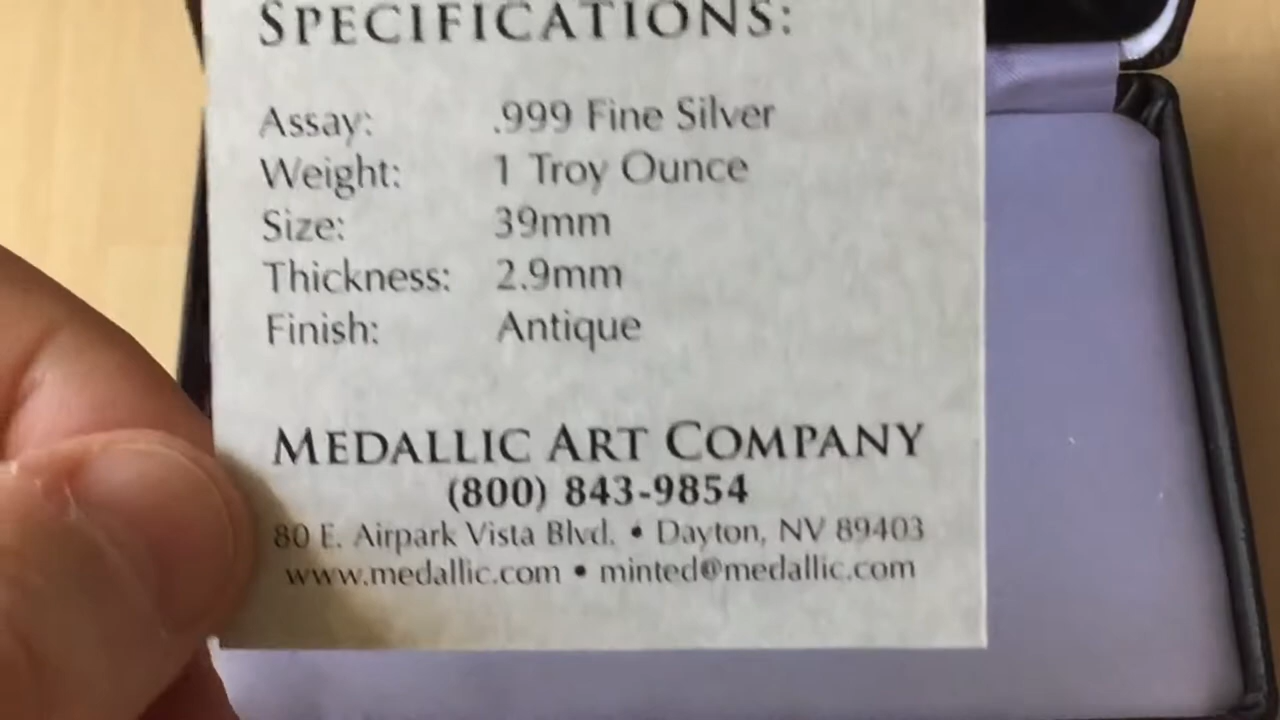 SPECIFICATIONS:
Assay: .999 Fine Silver
Weight: 1 Troy Ounce
Size: 39mm
Thickness: 2.9mm
Finish: Antique
MEDALLIC ART COMPANY
(800) 843-9854
80 E. Airpark Vista Blvd. • Dayton, NV 89403
www.medallic.com • minted@medallic.com